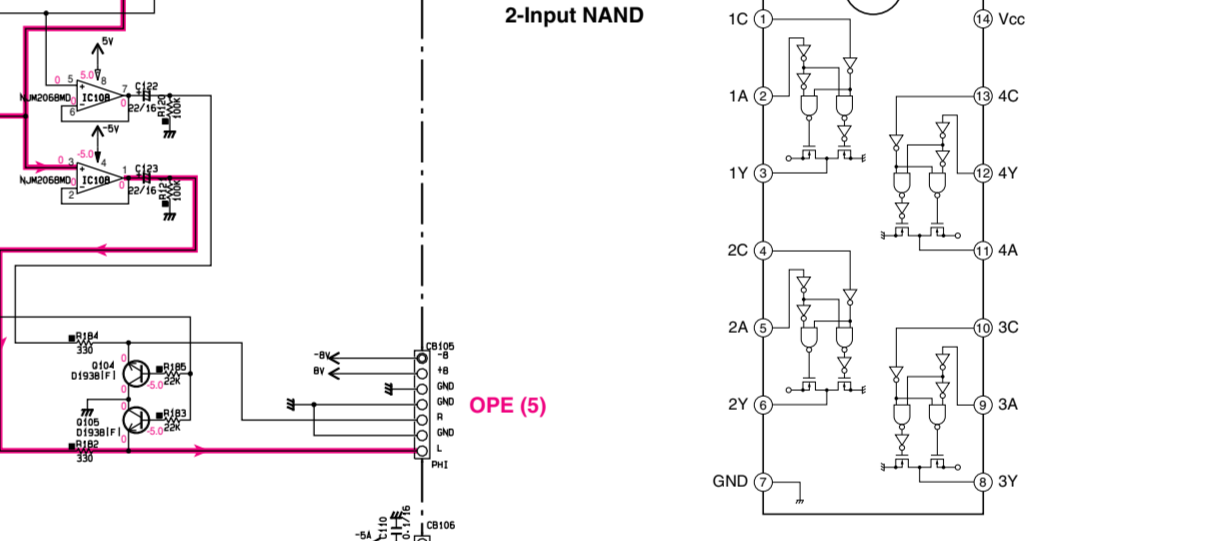 2-Input NAND
5V
0 5 5.0 8
NJM2068MD 0 IC108 7 C122
6 0 22/16 R120 100K
-5V
0 3 -5.0 4
NJM2068MD 0 IC108 1 C123
2 0 22/16 R121 100K
R184
330
0
Q104
D1938(F)
R185
-5.0 22K
0
0
Q105
D1938(F)
R183
-5.0 22K
0
R182
330
CB105
-8V -B
8V +B
GND
GND
R
GND
L
PHI
OPE (5)
C110
0.1/16
-5A
CB106
1C 1
1A 2
1Y 3
2C 4
2A 5
2Y 6
GND 7
14 Vcc
13 4C
12 4Y
11 4A
10 3C
9 3A
8 3Y